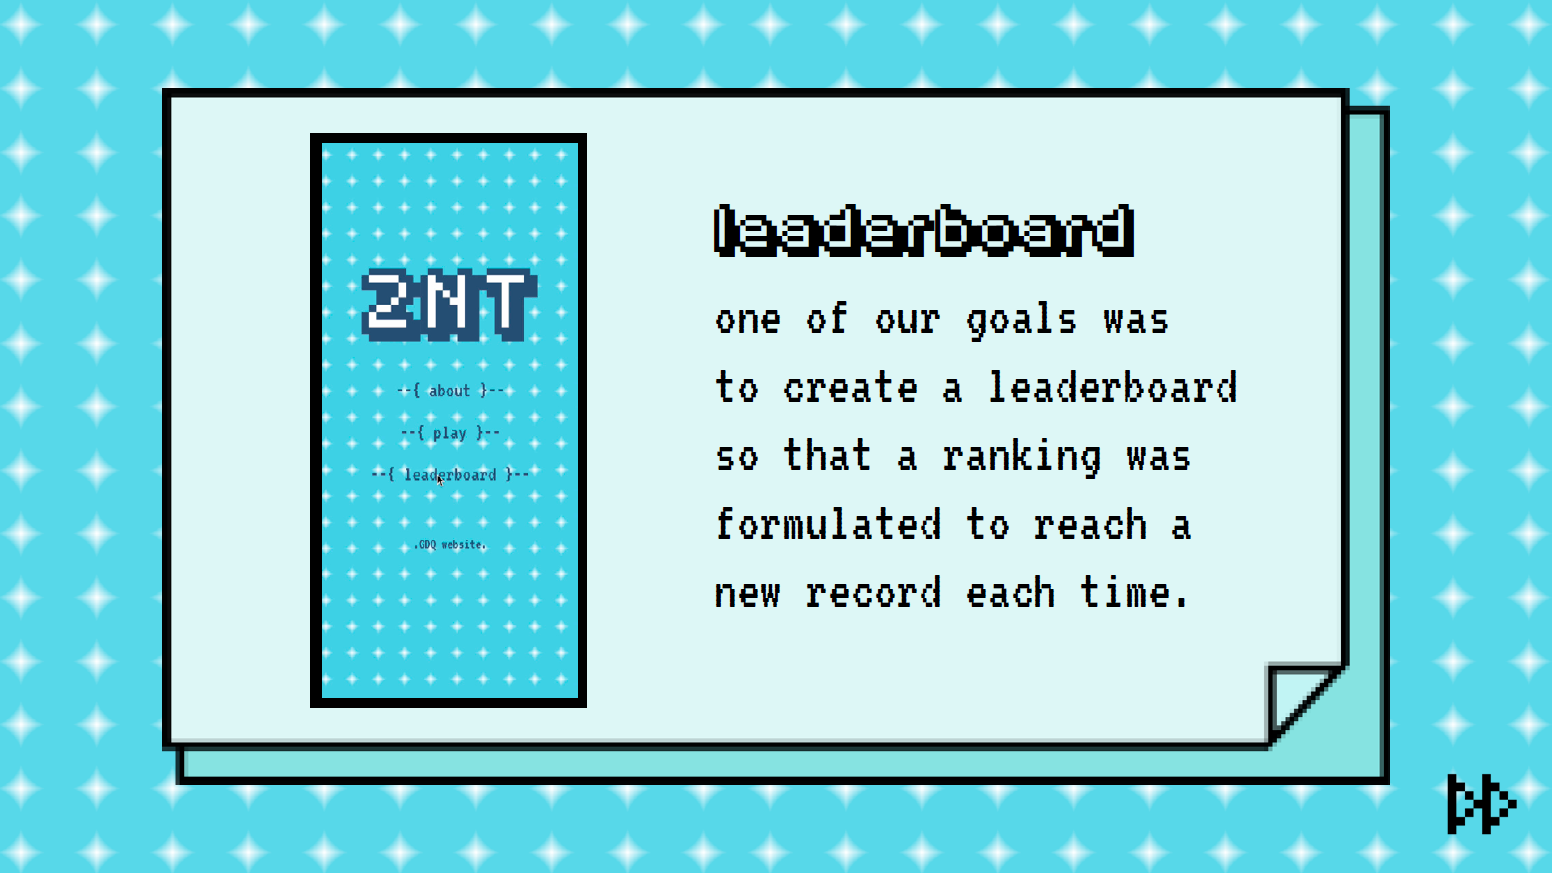 2NT
--{ about }--
--{ play }--
--{ leaderboard }--
.GDQ website.
leaderboard
one of our goals was
to create a leaderboard
so that a ranking was
formulated to reach a
new record each time.